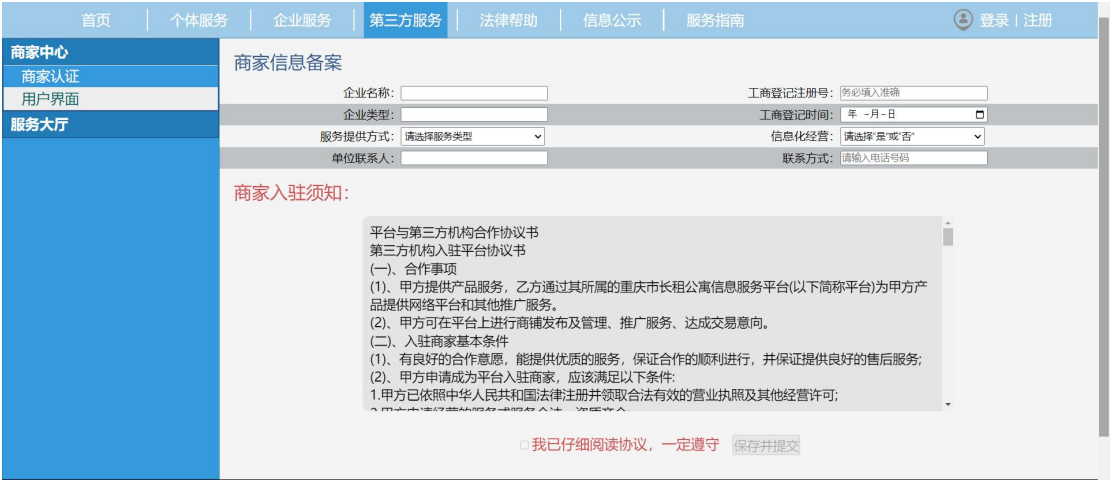 首页 个体服务 企业服务 第三方服务 法律帮助 信息公示 服务指南 登录 | 注册
商家中心
商家认证
用户界面
服务大厅
商家信息备案
企业名称: 工商登记注册号: 务必填入准确
企业类型: 工商登记时间: 年 -月-日
服务提供方式: 请选择服务类型 信息化经营: 请选择"是"或"否"
单位联系人: 联系方式: 请输入电话号码
商家入驻须知:
平台与第三方机构合作协议书
第三方机构入驻平台协议书
(一)、合作事项
(1)、甲方提供产品服务，乙方通过其所属的重庆市长租公寓信息服务平台(以下简称平台)为甲方产
品提供网络平台和其他推广服务。
(2)、甲方可在平台上进行商铺发布及管理、推广服务、达成交易意向。
(二)、入驻商家基本条件
(1)、有良好的合作意愿，能提供优质的服务，保证合作的顺利进行，并保证提供良好的售后服务;
(2)、甲方申请成为平台入驻商家，应该满足以下条件:
1.甲方已依照中华人民共和国法律注册并领取合法有效的营业执照及其他经营许可;
我已仔细阅读协议，一定遵守 保存并提交